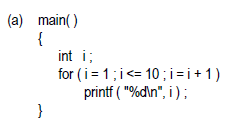 (a) main( )
{
int i ;
for ( i = 1 ; i <= 10 ; i = i + 1 )
printf ( "%d\n", i ) ;
}